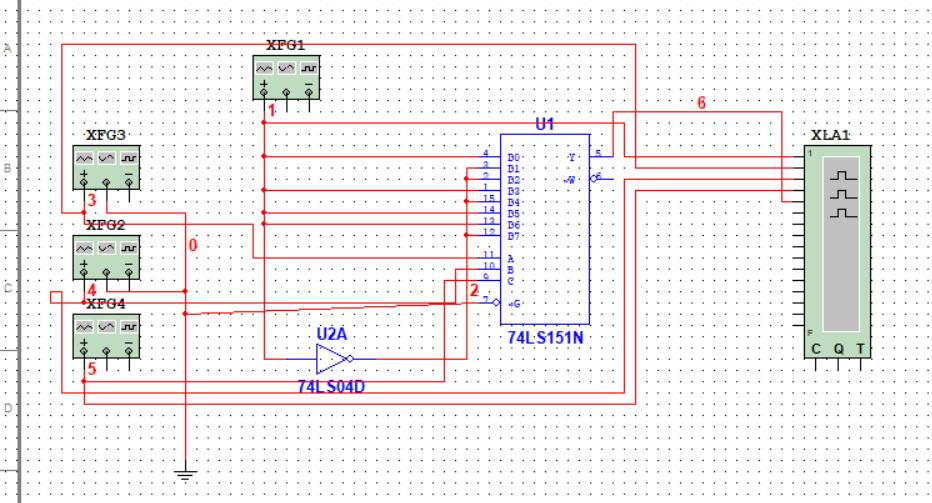 A
XFG1
1
6
U1
XLA1
XFG3
B
4 D0 Y 5
1
3 D1
2 D2 ~W 6
1 D3
15 D4
14 D5
13 D6
12 D7
3
XFG2
0
11 A
10 B
9 C
C
4
2
7 ~G
XFG4
F
U2A
74LS151N
C Q T
5
74LS04D
D